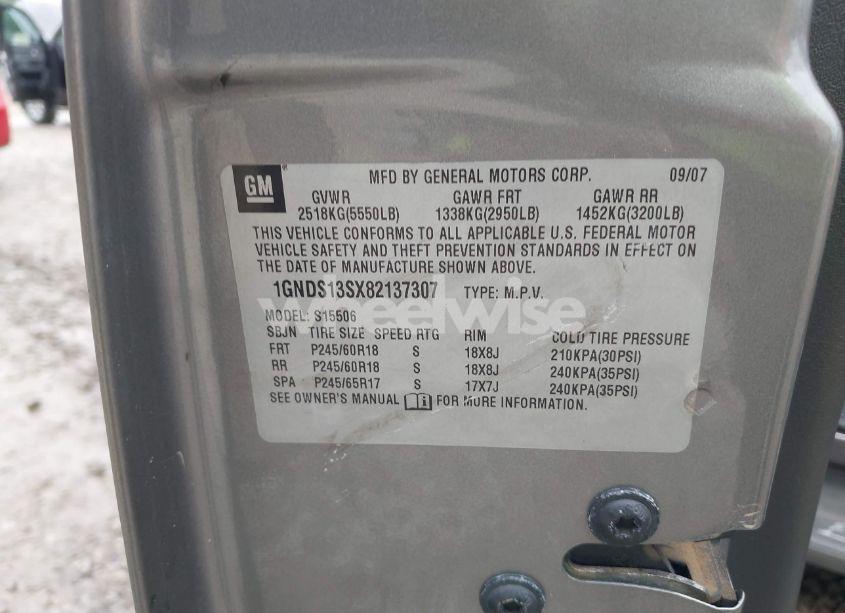 GM
MFD BY GENERAL MOTORS CORP. 09/07
GVWR GAWR FRT GAWR RR
2518KG(5550LB) 1338KG(2950LB) 1452KG(3200LB)
THIS VEHICLE CONFORMS TO ALL APPLICABLE U.S. FEDERAL MOTOR
VEHICLE SAFETY AND THEFT PREVENTION STANDARDS IN EFFECT ON
THE DATE OF MANUFACTURE SHOWN ABOVE.
1GNDS13SX82137307 TYPE: M.P.V.
wheelwise
MODEL: S15506
SBJN TIRE SIZE SPEED RTG RIM COLD TIRE PRESSURE
FRT P245/60R18 S 18X8J 210KPA(30PSI)
RR P245/60R18 S 18X8J 240KPA(35PSI)
SPA P245/65R17 S 17X7J 240KPA(35PSI)
SEE OWNER'S MANUAL FOR MORE INFORMATION.